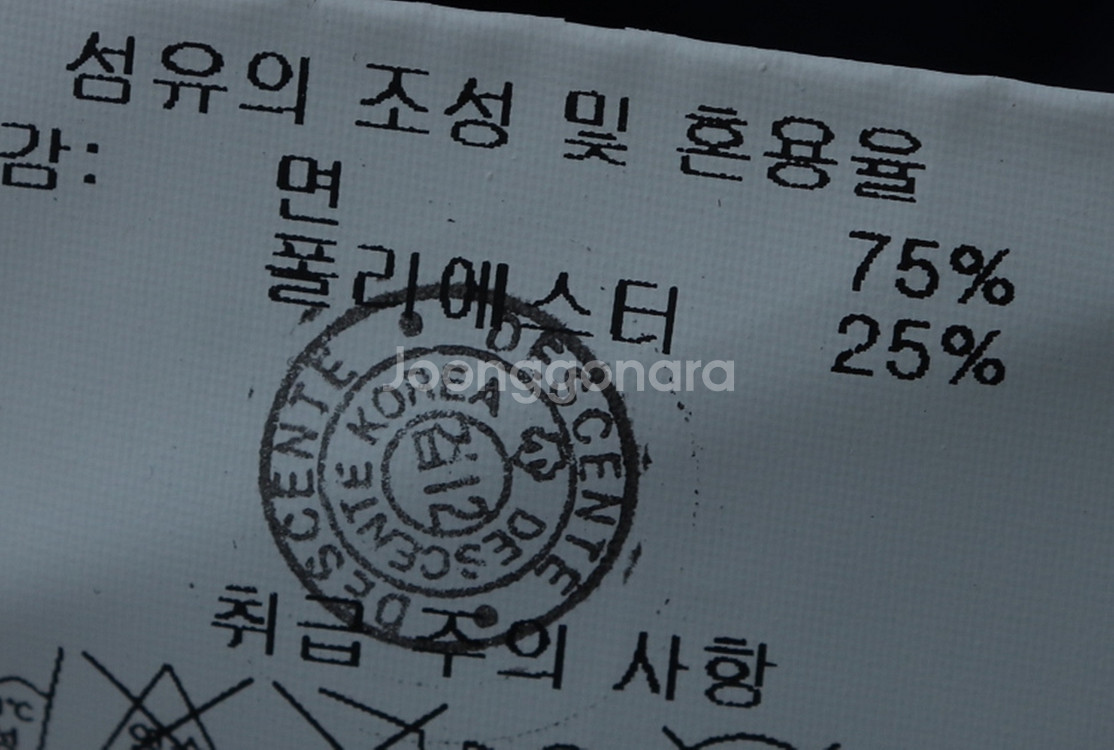 섬유의 조성 및 혼용율
감:
면 75%
폴리에스터 25%
Joonggonara
DESCENTE DESCENTE
DESCENTE KOREA
취급 주의 사항